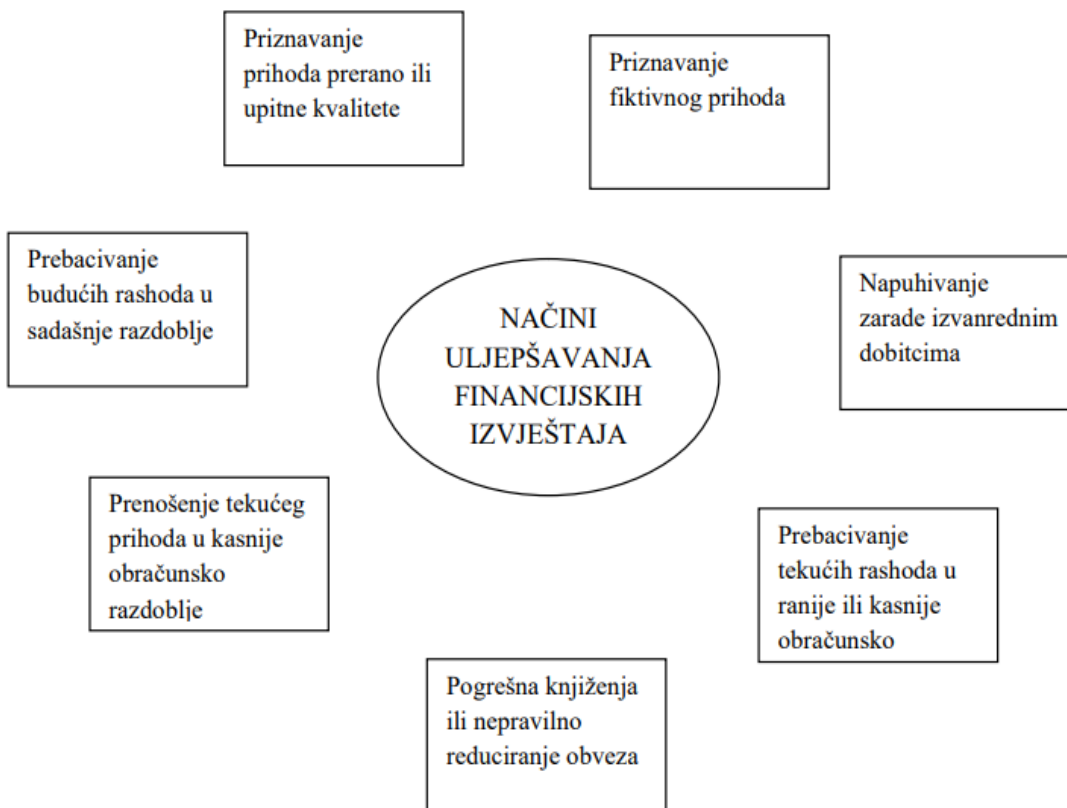 Priznavanje
prihoda prerano ili
upitne kvalitete
Priznavanje
fiktivnog prihoda
Prebacivanje
budućih rashoda u
sadašnje razdoblje
NAČINI
ULJEPŠAVANJA
FINANCIJSKIH
IZVJEŠTAJA
Napuhivanje
zarade izvanrednim
dobitcima
Prenošenje tekućeg
prihoda u kasnije
obračunsko
razdoblje
Prebacivanje
tekućih rashoda u
ranije ili kasnije
obračunsko
Pogrešna knjiženja
ili nepravilno
reduciranje obveza